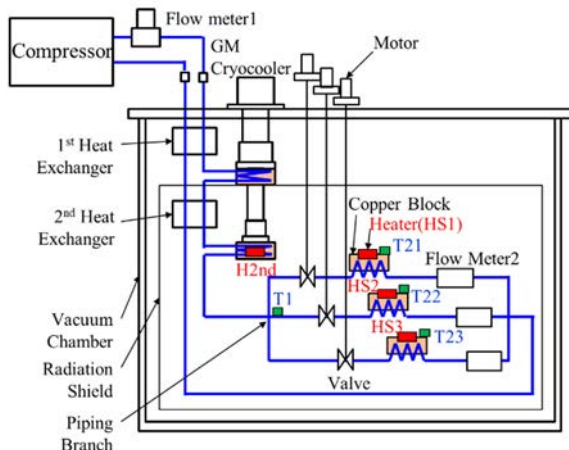 Flow meter1
Compressor
GM
Cryocooler
Motor
1st Heat
Exchanger
2nd Heat
Exchanger
Copper Block
Heater(HS1)
T21
H2nd
HS2
Flow Meter2
T1
T22
HS3
T23
Vacuum
Chamber
Radiation
Shield
Valve
Piping
Branch